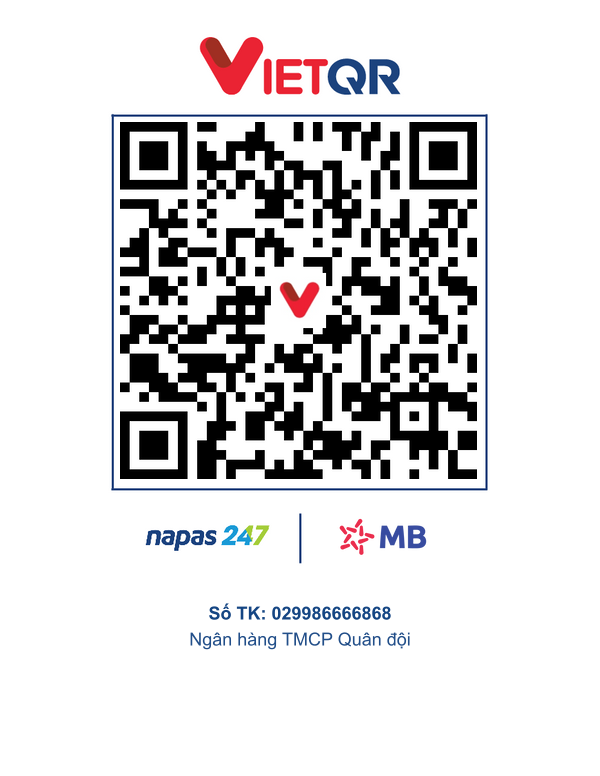 VIETQR
napas 247
MB
Số TK: 029986666868
Ngân hàng TMCP Quân đội